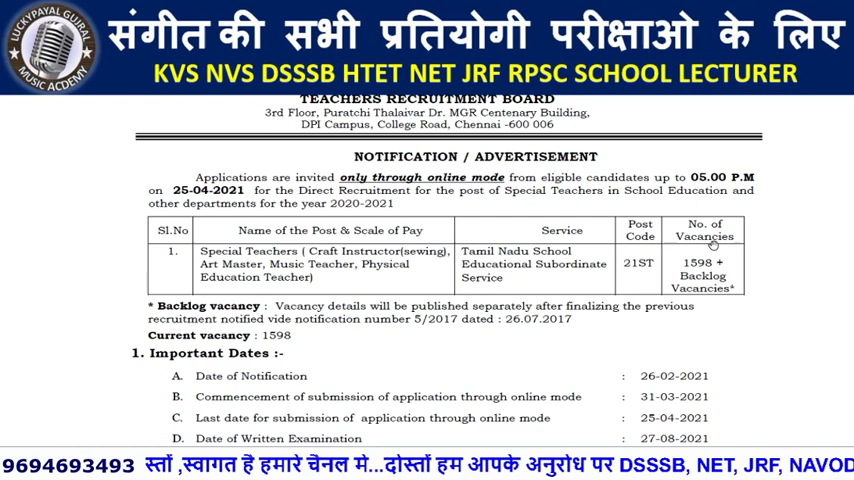 LUCKYPAYAL GUJRAL
MUSIC ACDEMY
संगीत की सभी प्रतियोगी परीक्षाओ के लिए
KVS NVS DSSSB HTET NET JRF RPSC SCHOOL LECTURER
TEACHERS RECRUITMENT BOARD
3rd Floor, Puratchi Thalaivar Dr. MGR Centenary Building,
DPI Campus, College Road, Chennai -600 006
NOTIFICATION / ADVERTISEMENT
Applications are invited only through online mode from eligible candidates up to 05.00 P.M
on 25-04-2021 for the Direct Recruitment for the post of Special Teachers in School Education and
other departments for the year 2020-2021
Sl.No Name of the Post & Scale of Pay Service Post Code No. of Vacancies
1. Special Teachers ( Craft Instructor(sewing), Art Master, Music Teacher, Physical Education Teacher) Tamil Nadu School Educational Subordinate Service 21ST 1598 + Backlog Vacancies*
* Backlog vacancy : Vacancy details will be published separately after finalizing the previous
recruitment notified vide notification number 5/2017 dated : 26.07.2017
Current vacancy : 1598
1. Important Dates :-
A. Date of Notification : 26-02-2021
B. Commencement of submission of application through online mode : 31-03-2021
C. Last date for submission of application through online mode : 25-04-2021
D. Date of Written Examination : 27-08-2021
9694693493 स्तों ,स्वागत है हमारे चैनल मे...दोस्तों हम आपके अनुरोध पर DSSSB, NET, JRF, NAVOD